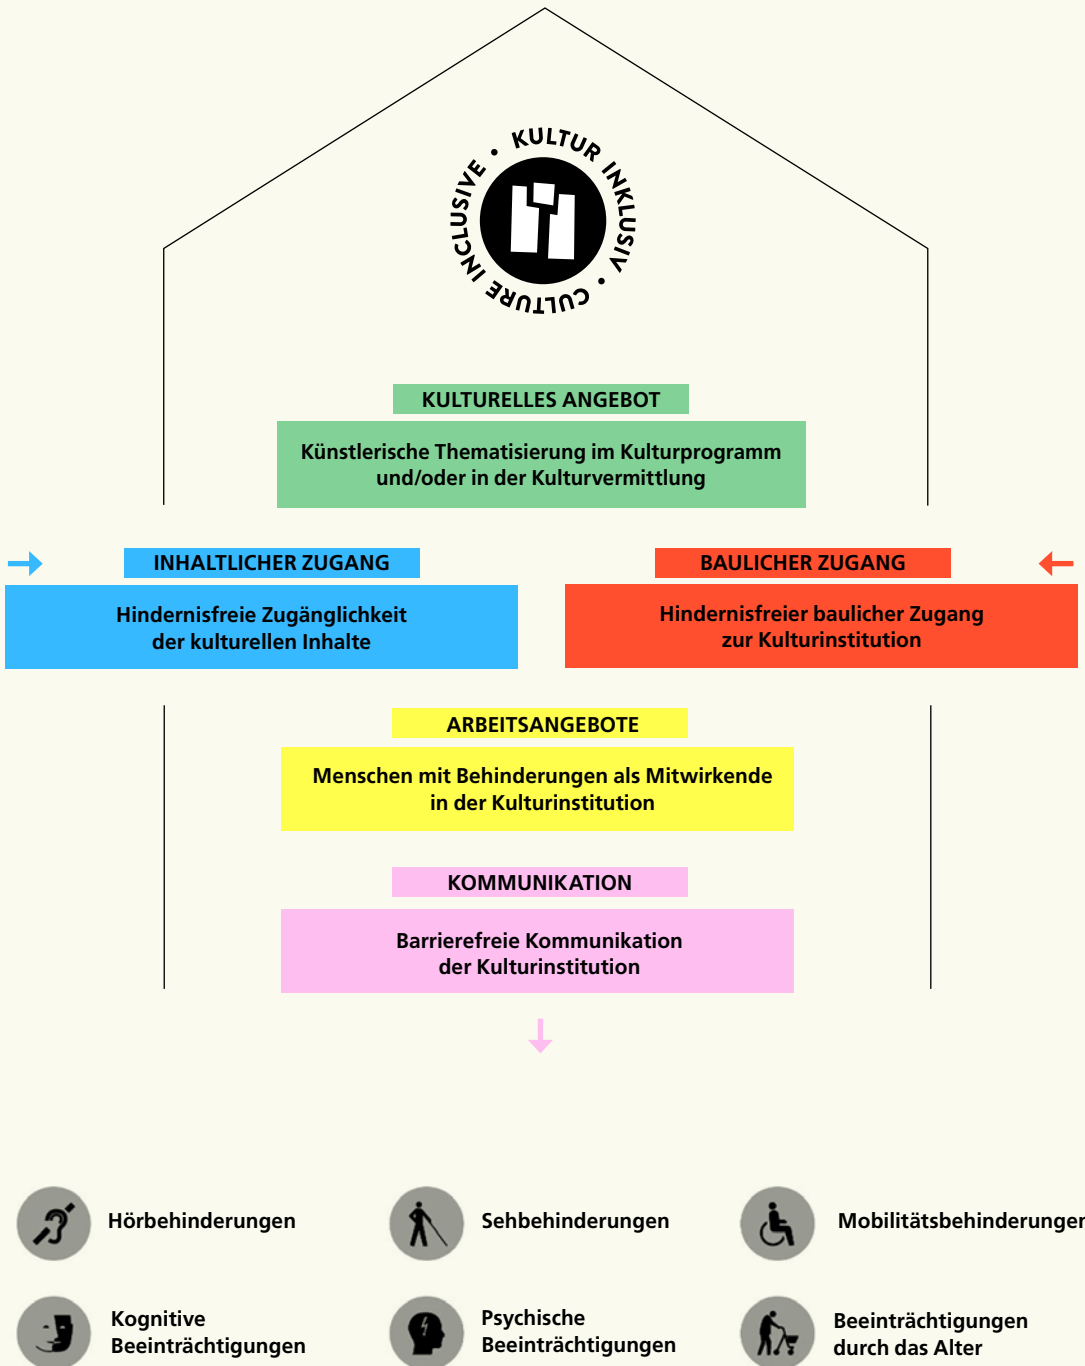 KULTUR INKLUSIV • CULTURE INCLUSIVE •
KULTURELLES ANGEBOT
Künstlerische Thematisierung im Kulturprogramm
und/oder in der Kulturvermittlung
INHALTLICHER ZUGANG
Hindernisfreie Zugänglichkeit
der kulturellen Inhalte
BAULICHER ZUGANG
Hindernisfreier baulicher Zugang
zur Kulturinstitution
ARBEITSANGEBOTE
Menschen mit Behinderungen als Mitwirkende
in der Kulturinstitution
KOMMUNIKATION
Barrierefreie Kommunikation
der Kulturinstitution
Hörbehinderungen
Sehbehinderungen
Mobilitätsbehinderungen
Kognitive
Beeinträchtigungen
Psychische
Beeinträchtigungen
Beeinträchtigungen
durch das Alter